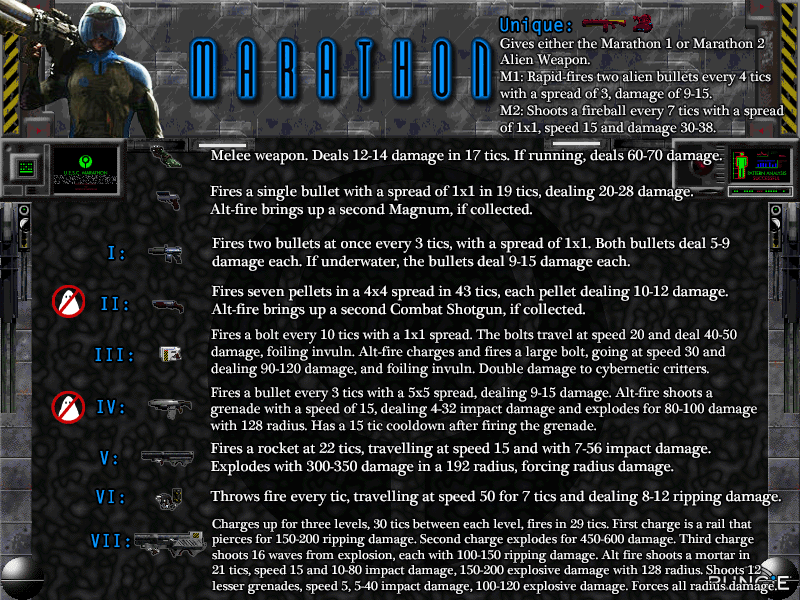 Unique:
Gives either the Marathon 1 or Marathon 2
Alien Weapon.
M1: Rapid-fires two alien bullets every 4 tics
with a spread of 3, damage of 9-15.
M2: Shoots a fireball every 7 tics with a spread
of 1x1, speed 15 and damage 30-38.
MARATHON
Melee weapon. Deals 12-14 damage in 17 tics. If running, deals 60-70 damage.
Fires a single bullet with a spread of 1x1 in 19 tics, dealing 20-28 damage.
Alt-fire brings up a second Magnum, if collected.
I:
Fires two bullets at once every 3 tics, with a spread of 1x1. Both bullets deal 5-9
damage each. If underwater, the bullets deal 9-15 damage each.
II:
Fires seven pellets in a 4x4 spread in 43 tics, each pellet dealing 10-12 damage.
Alt-fire brings up a second Combat Shotgun, if collected.
III:
Fires a bolt every 10 tics with a 1x1 spread. The bolts travel at speed 20 and deal 40-50
damage, foiling invuln. Alt-fire charges and fires a large bolt, going at speed 30 and
dealing 90-120 damage, and foiling invuln. Double damage to cybernetic critters.
IV:
Fires a bullet every 3 tics with a 5x5 spread, dealing 9-15 damage. Alt-fire shoots a
grenade with a speed of 15, dealing 4-32 impact damage and explodes for 80-100 damage
with 128 radius. Has a 15 tic cooldown after firing the grenade.
V:
Fires a rocket at 22 tics, travelling at speed 15 and with 7-56 impact damage.
Explodes with 300-350 damage in a 192 radius, forcing radius damage.
VI:
Throws fire every tic, travelling at speed 50 for 7 tics and dealing 8-12 ripping damage.
VII:
Charges up for three levels, 30 tics between each level, fires in 29 tics. First charge is a rail that
pierces for 150-200 ripping damage. Second charge explodes for 450-600 damage. Third charge
shoots 16 waves from explosion, each with 100-150 ripping damage. Alt fire shoots a mortar in
21 tics, speed 15 and 10-80 impact damage, 150-200 explosive damage with 128 radius. Shoots 12
lesser grenades, speed 5, 5-40 impact damage, 100-120 explosive damage. Forces all radius damage.
BUNGIE